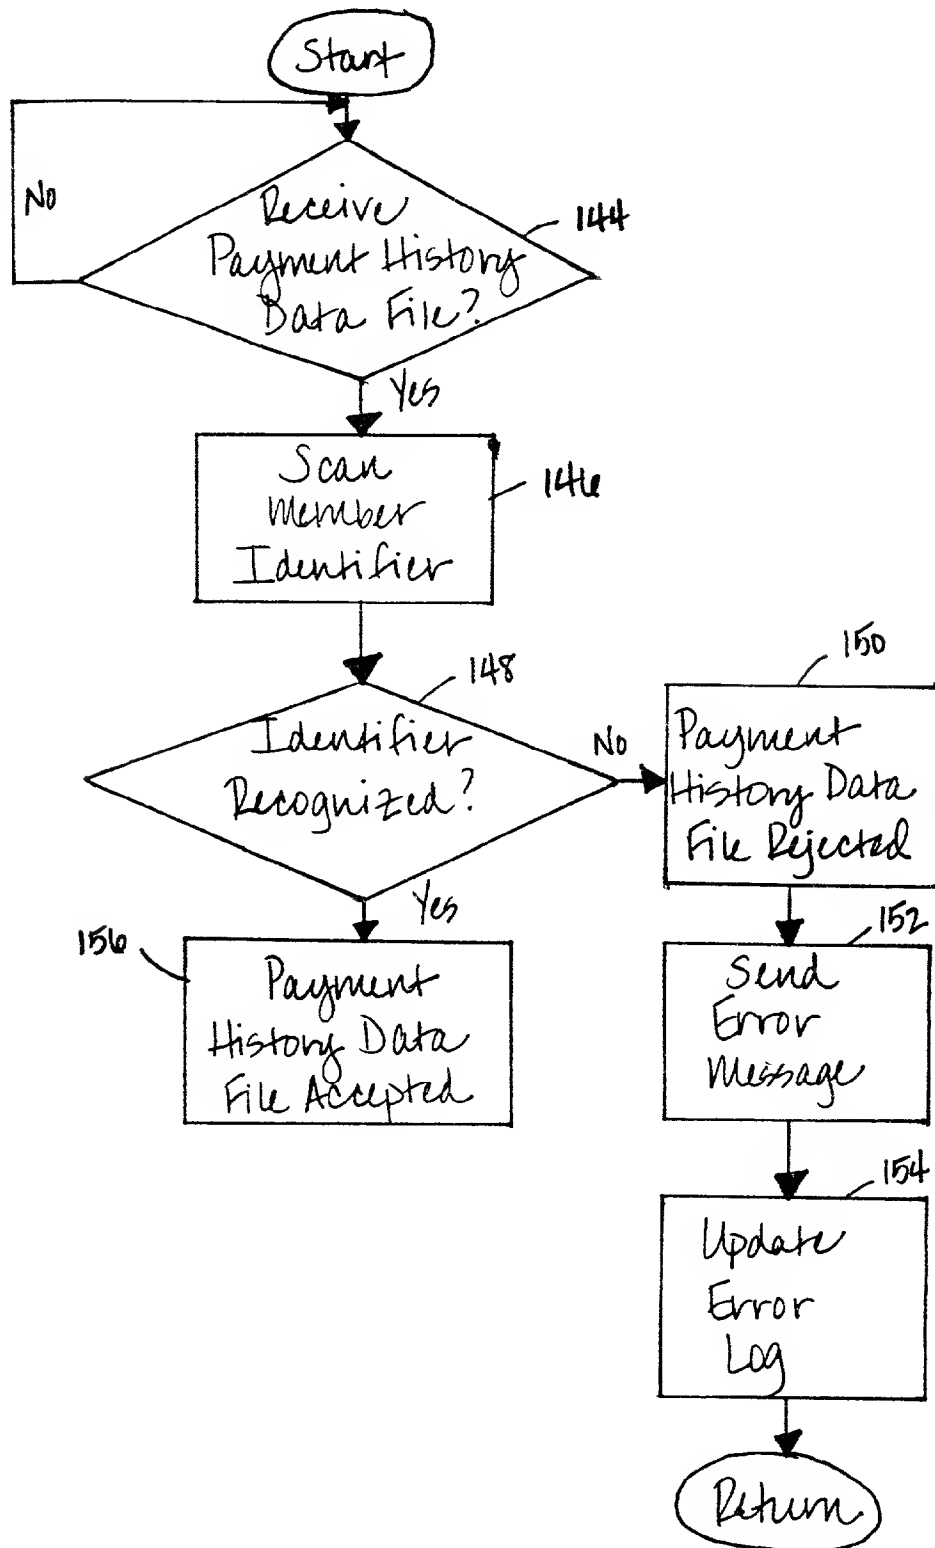 Start
No
Receive
Payment History
Data File?
144
Yes
Scan
Member
Identifier
146
148
Identifier
Recognized?
No
150
Payment
History Data
File Rejected
Yes
156
Payment
History Data
File Accepted
152
Send
Error
Message
154
Update
Error
Log
Return